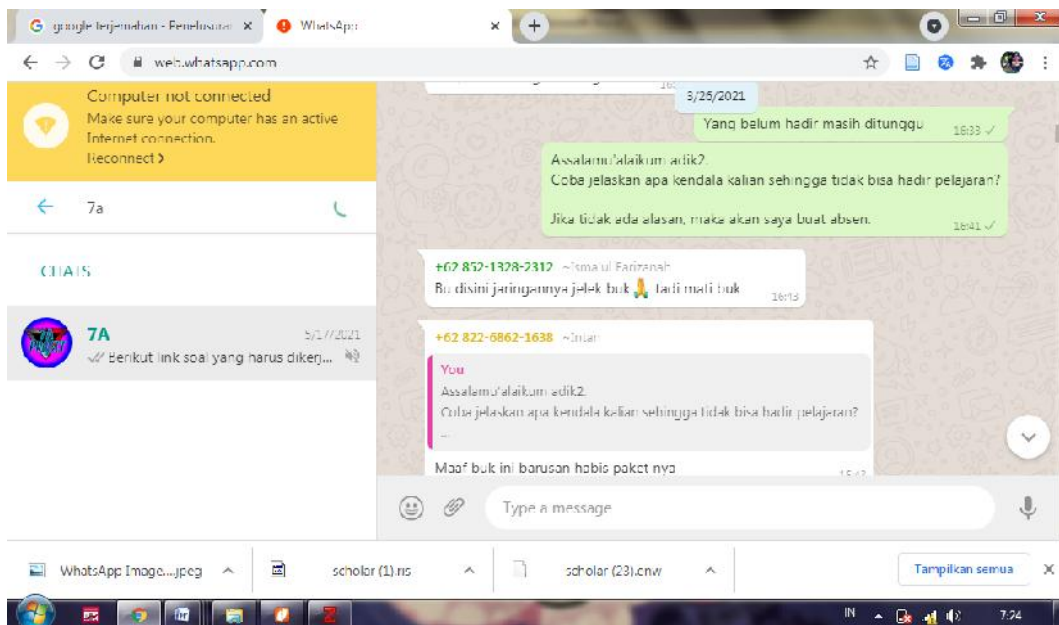 google terjemahan - Penelusuran
WhatsApp
web.whatsapp.com
Computer not connected
Make sure your computer has an active
Internet connection.
Reconnect >
7a
CHATS
7A
5/17/2021
Berikut link soal yang harus dikerj...
3/25/2021
Yang belum hadir masih ditunggu
16:33
Assalamu'alaikum adik2.
Coba jelaskan apa kendala kalian sehingga tidak bisa hadir pelajaran?
Jika tidak ada alasan, maka akan saya buat absen.
16:41
+62 852-1328-2312
Bu disini jaringannya jelek buk 🙏 tadi mati buk
16:43
+62 822-6862-1638 ~Intan
You
Assalamu'alaikum adik2.
Coba jelaskan apa kendala kalian sehingga tidak bisa hadir pelajaran?
...
Maaf buk ini barusan habis paket nya
Type a message
WhatsApp Image....jpeg
scholar (1).ris
scholar (23).enw
Tampilkan semua
IN
7:24